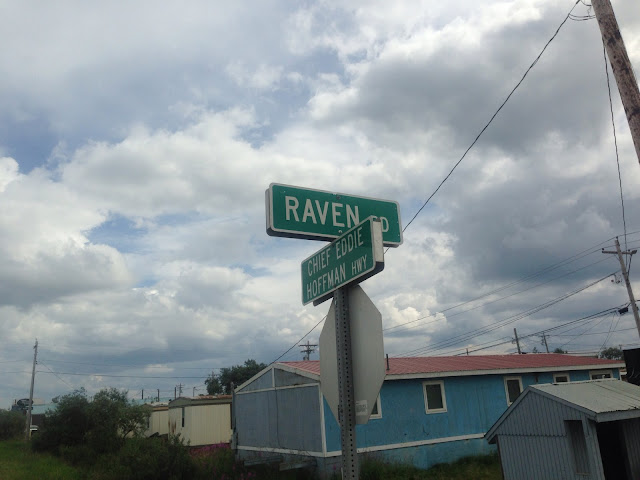 RAVEN
CHIEF EDDIE
HOFFMAN HWY